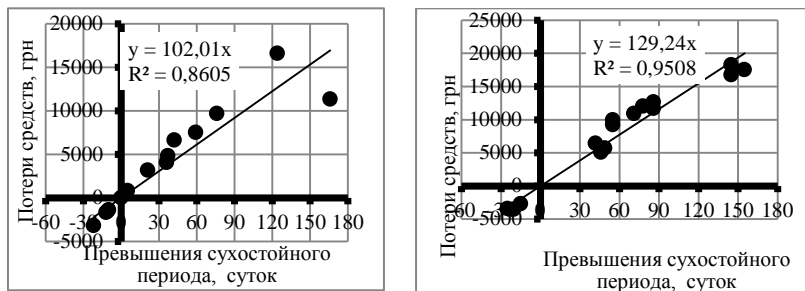 Потери средств, грн
20000
15000
10000
5000
0
-5000
-60 -30 0 30 60 90 120 150 180
y = 102,01x
R² = 0,8605
Превышения сухостойного
периода, суток
Потери средств, грн
25000
20000
15000
10000
5000
0
-5000
-60 -30 0 30 60 90 120 150 180
y = 129,24x
R² = 0,9508
Превышения сухостойного
периода, суток